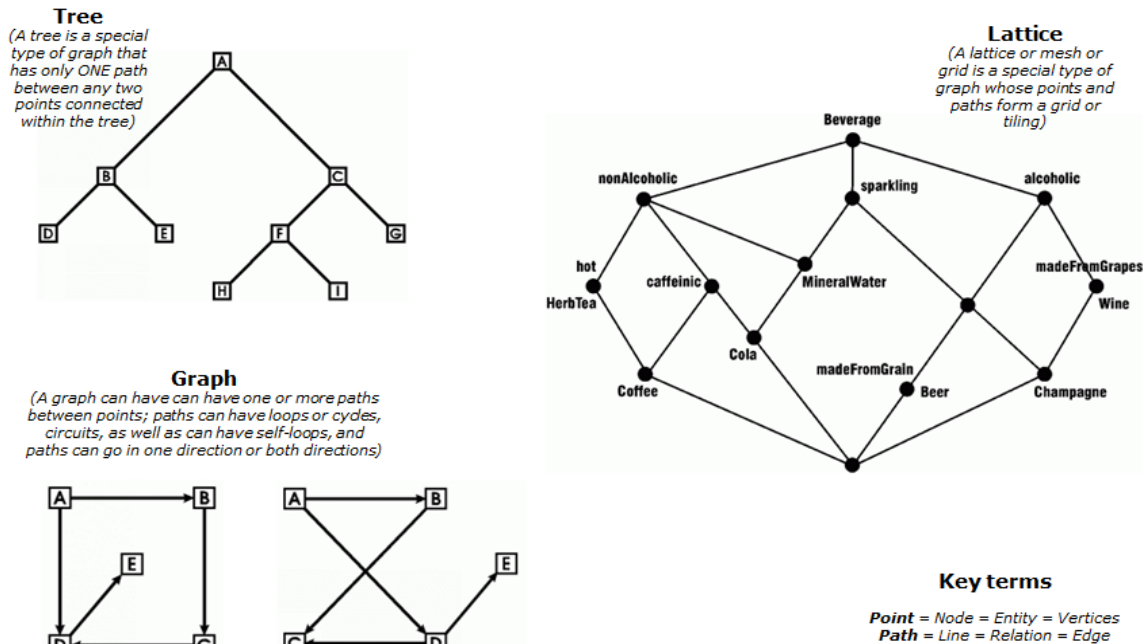 Tree
(A tree is a special
type of graph that
has only ONE path
between any two
points connected
within the tree)
A
B
C
D
E
F
G
H
I
Lattice
(A lattice or mesh or
grid is a special type of
graph whose points and
paths form a grid or
tiling)
Beverage
nonAlcoholic
sparkling
alcoholic
hot
HerbTea
caffeinic
MineralWater
madeFromGrapes
Wine
Cola
madeFromGrain
Coffee
Beer
Champagne
Graph
(A graph can have can have one or more paths
between points; paths can have loops or cycles,
circuits, as well as can have self-loops, and
paths can go in one direction or both directions)
A
B
E
D
C
A
B
E
C
D
Key terms
Point = Node = Entity = Vertices
Path = Line = Relation = Edge